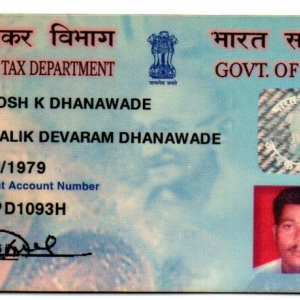 कर विभाग भारत स
TAX DEPARTMENT GOVT. OF
OSH K DHANAWADE
ALIK DEVARAM DHANAWADE
/1979
t Account Number
PD1093H